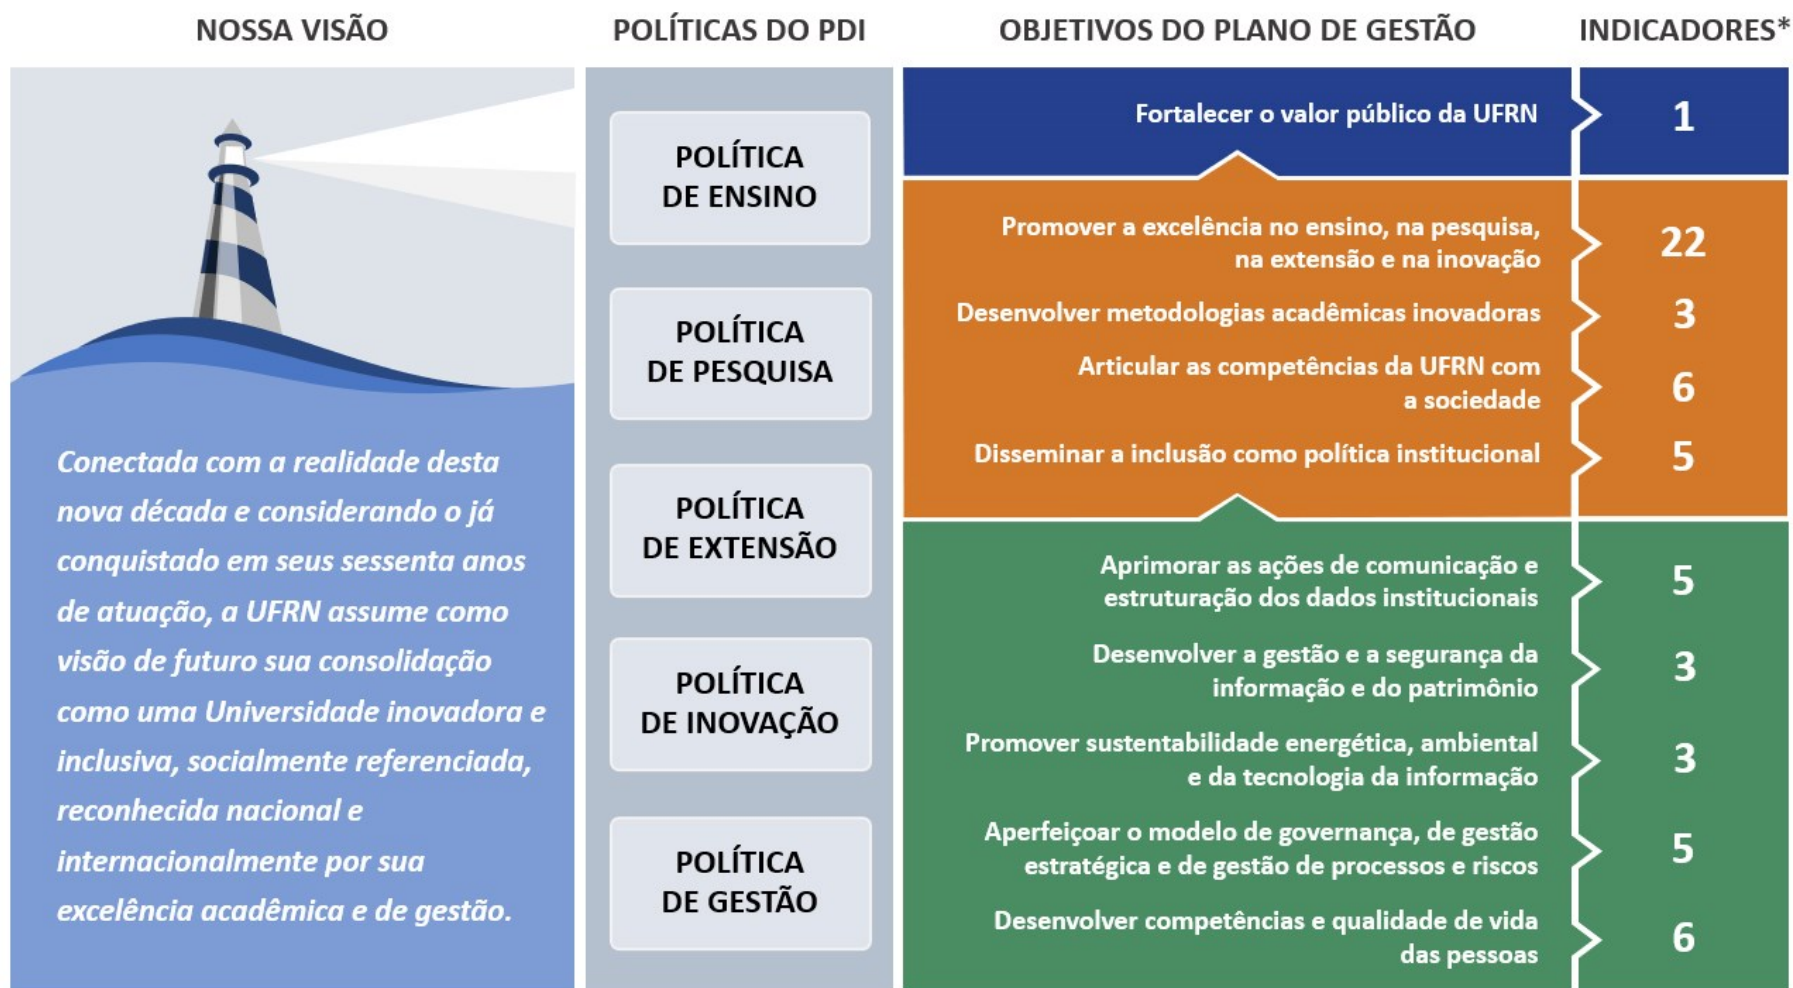 NOSSA VISÃO
Conectada com a realidade desta
nova década e considerando o já
conquistado em seus sessenta anos
de atuação, a UFRN assume como
visão de futuro sua consolidação
como uma Universidade inovadora e
inclusiva, socialmente referenciada,
reconhecida nacional e
internacionalmente por sua
excelência acadêmica e de gestão.
POLÍTICAS DO PDI
POLÍTICA
DE ENSINO
POLÍTICA
DE PESQUISA
POLÍTICA
DE EXTENSÃO
POLÍTICA
DE INOVAÇÃO
POLÍTICA
DE GESTÃO
OBJETIVOS DO PLANO DE GESTÃO
INDICADORES*
Fortalecer o valor público da UFRN
1
Promover a excelência no ensino, na pesquisa,
na extensão e na inovação
22
Desenvolver metodologias acadêmicas inovadoras
3
Articular as competências da UFRN com
a sociedade
6
Disseminar a inclusão como política institucional
5
Aprimorar as ações de comunicação e
estruturação dos dados institucionais
5
Desenvolver a gestão e a segurança da
informação e do patrimônio
3
Promover sustentabilidade energética, ambiental
e da tecnologia da informação
3
Aperfeiçoar o modelo de governança, de gestão
estratégica e de gestão de processos e riscos
5
Desenvolver competências e qualidade de vida
das pessoas
6